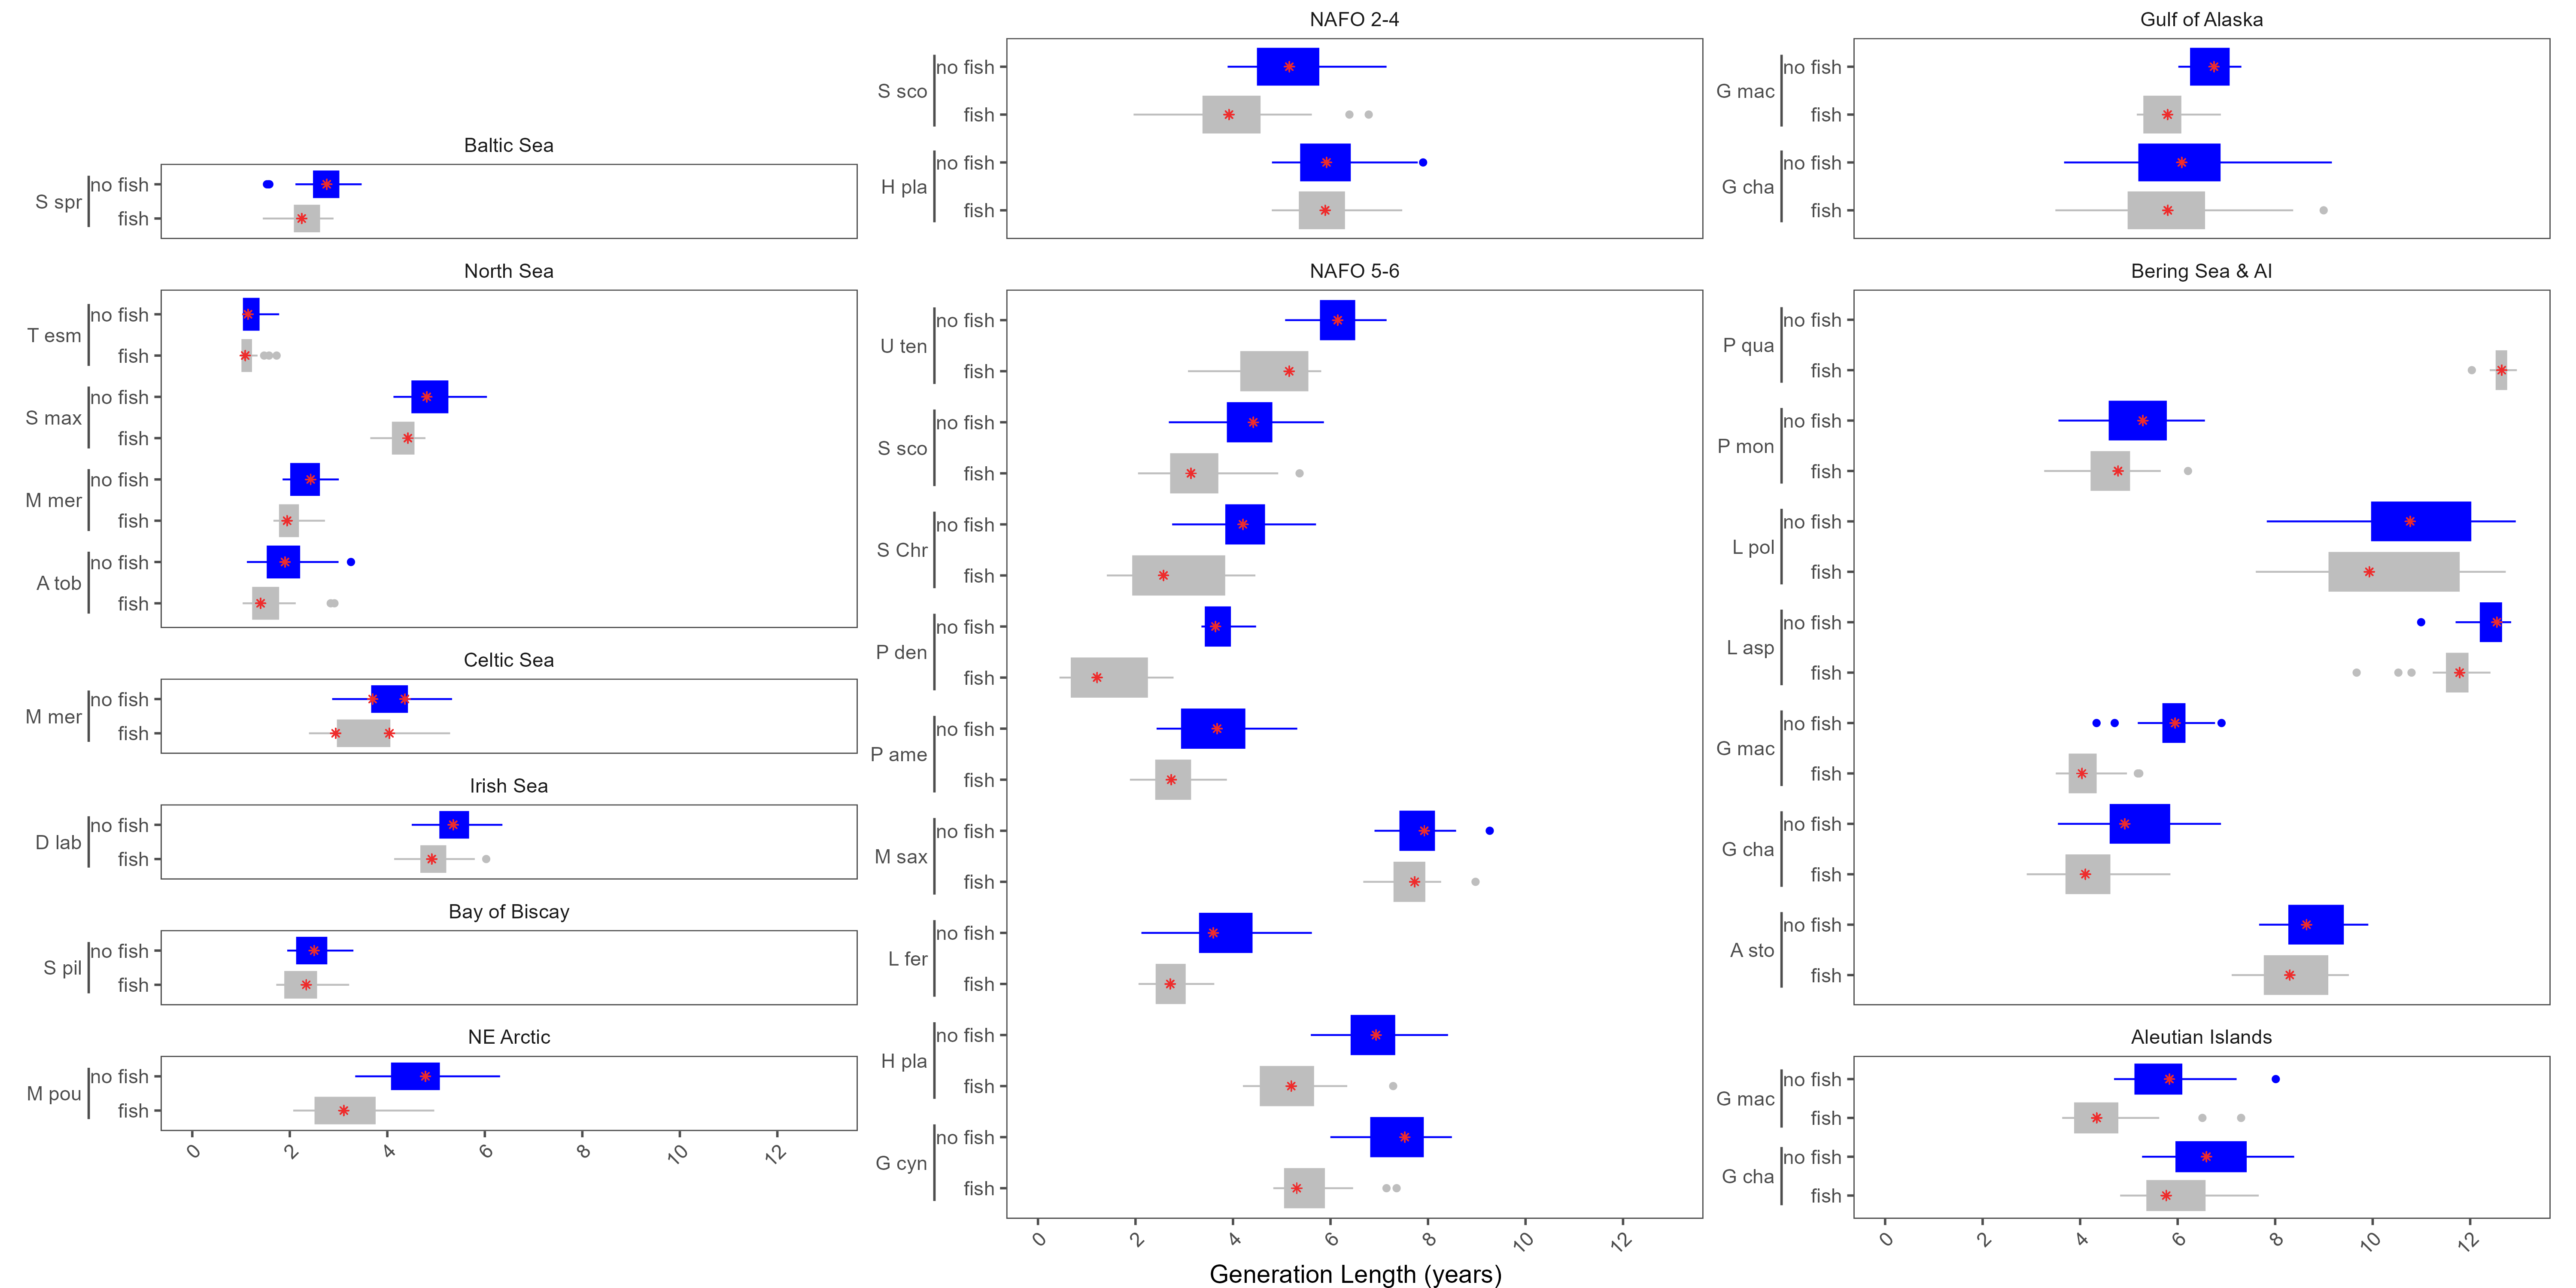 Baltic Sea
S spr
no fish
fish
North Sea
T esm
no fish
fish
S max
no fish
fish
M mer
no fish
fish
A tob
no fish
fish
Celtic Sea
M mer
no fish
fish
Irish Sea
D lab
no fish
fish
Bay of Biscay
S pil
no fish
fish
NE Arctic
M pou
no fish
fish
0 2 4 6 8 10 12
NAFO 2-4
S sco
no fish
fish
H pla
no fish
fish
NAFO 5-6
U ten
no fish
fish
S sco
no fish
fish
S Chr
no fish
fish
P den
no fish
fish
P ame
no fish
fish
M sax
no fish
fish
L fer
no fish
fish
H pla
no fish
fish
G cyn
no fish
fish
0 2 4 6 8 10 12
Generation Length (years)
Gulf of Alaska
G mac
no fish
fish
G cha
no fish
fish
Bering Sea & AI
P qua
no fish
fish
P mon
no fish
fish
L pol
no fish
fish
L asp
no fish
fish
G mac
no fish
fish
G cha
no fish
fish
A sto
no fish
fish
Aleutian Islands
G mac
no fish
fish
G cha
no fish
fish
0 2 4 6 8 10 12